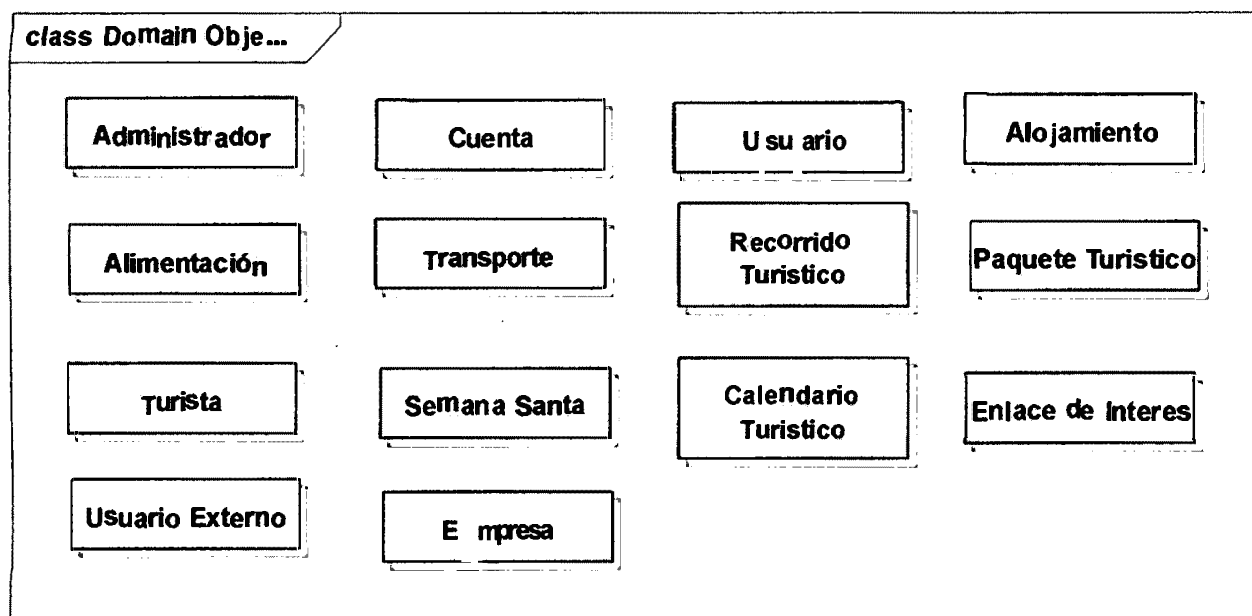 class Domain Obje...
Administrador
Cuenta
Usuario
Alojamiento
Alimentación
Transporte
Recorrido
Turistico
Paquete Turistico
Turista
Semana Santa
Calendario
Turistico
Enlace de Interes
Usuario Externo
Empresa